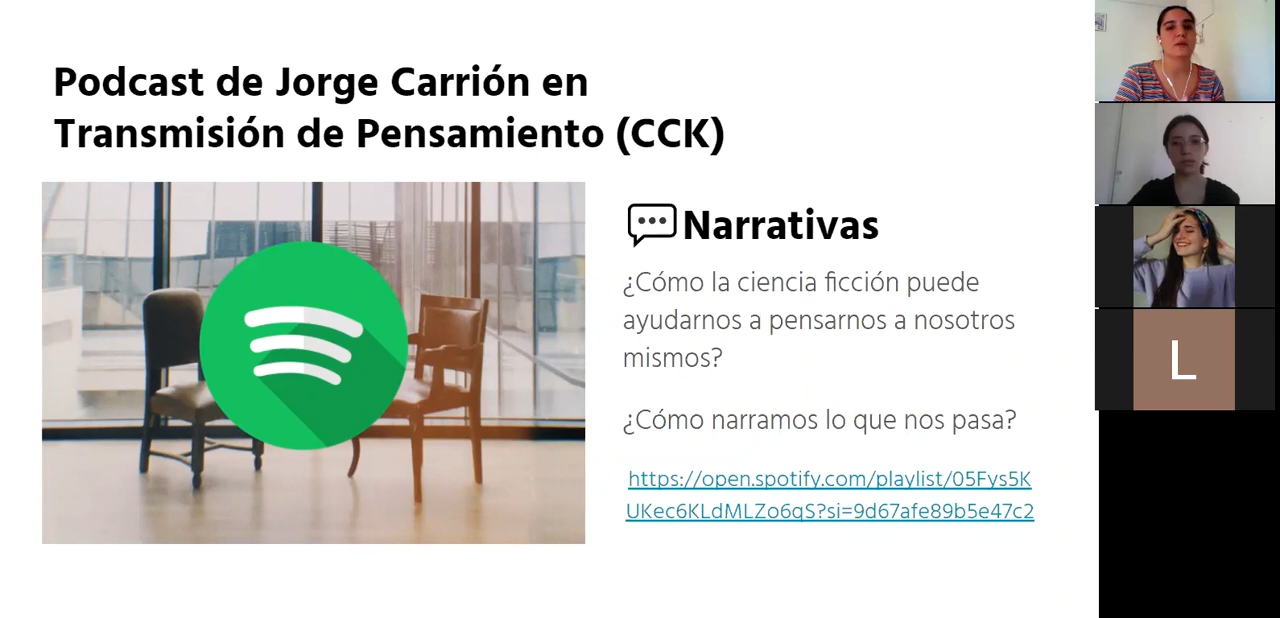 Podcast de Jorge Carrión en
Transmisión de Pensamiento (CCK)
Narrativas
¿Cómo la ciencia ficción puede
ayudarnos a pensarnos a nosotros
mismos?
¿Cómo narramos lo que nos pasa?
https://open.spotify.com/playlist/05Fys5K
UKec6KLdMLZo6qS?si=9d67afe89b5e47c2
L